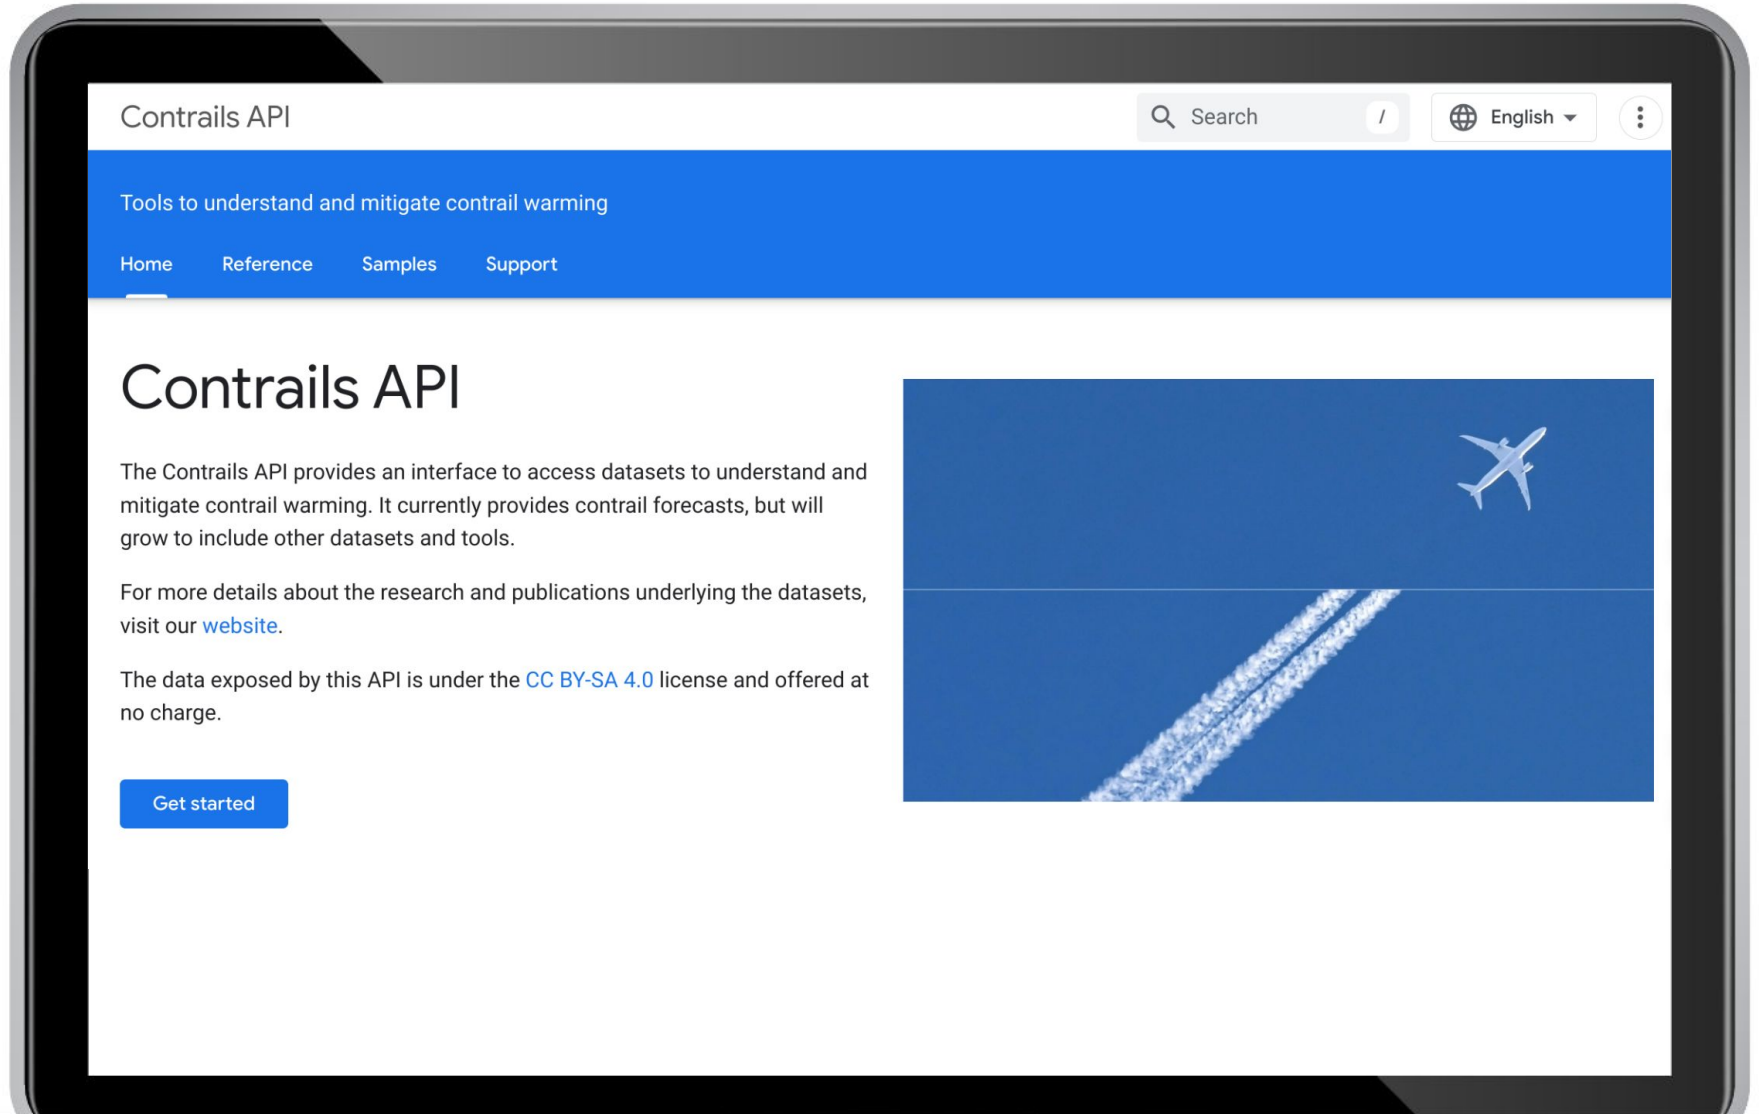 Contrails API
Search /
English
Tools to understand and mitigate contrail warming
Home Reference Samples Support
Contrails API
The Contrails API provides an interface to access datasets to understand and
mitigate contrail warming. It currently provides contrail forecasts, but will
grow to include other datasets and tools.
For more details about the research and publications underlying the datasets,
visit our website.
The data exposed by this API is under the CC BY-SA 4.0 license and offered at
no charge.
Get started